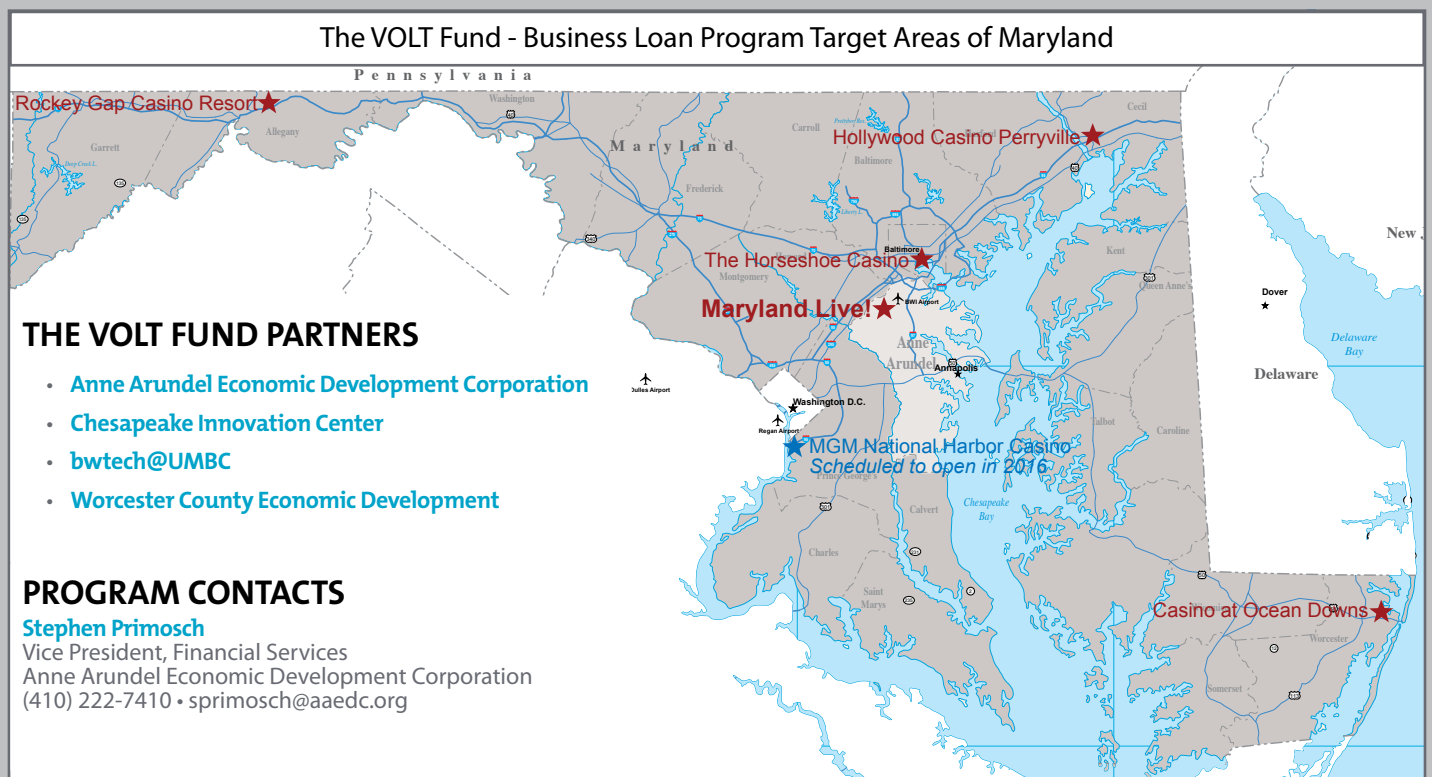 The VOLT Fund - Business Loan Program Target Areas of Maryland
Pennsylvania
Rockey Gap Casino Resort
Washington
Cecil
Allegany
Carroll
Hollywood Casino Perryville
Garrett
Maryland
Baltimore
Deep Creek L.
Frederick
Liberty L.
New J
Baltimore
Kent
The Horseshoe Casino
Montgomery
Queen Anne's
Dover
Maryland Live!
BWI Airport
Delaware
Bay
THE VOLT FUND PARTNERS
Anne
Arundel
Annapolis
Delaware
• Anne Arundel Economic Development Corporation
Dulles Airport
Washington D.C.
• Chesapeake Innovation Center
Regan Airport
Talbot
Caroline
MGM National Harbor Casino
Scheduled to open in 2016
• bwtech@UMBC
Prince George's
• Worcester County Economic Development
Calvert
Chesapeake
Bay
Charles
PROGRAM CONTACTS
Saint
Marys
Casino at Ocean Downs
Stephen Primosch
Worcester
Vice President, Financial Services
Anne Arundel Economic Development Corporation
Somerset
(410) 222-7410 • sprimosch@aaedc.org